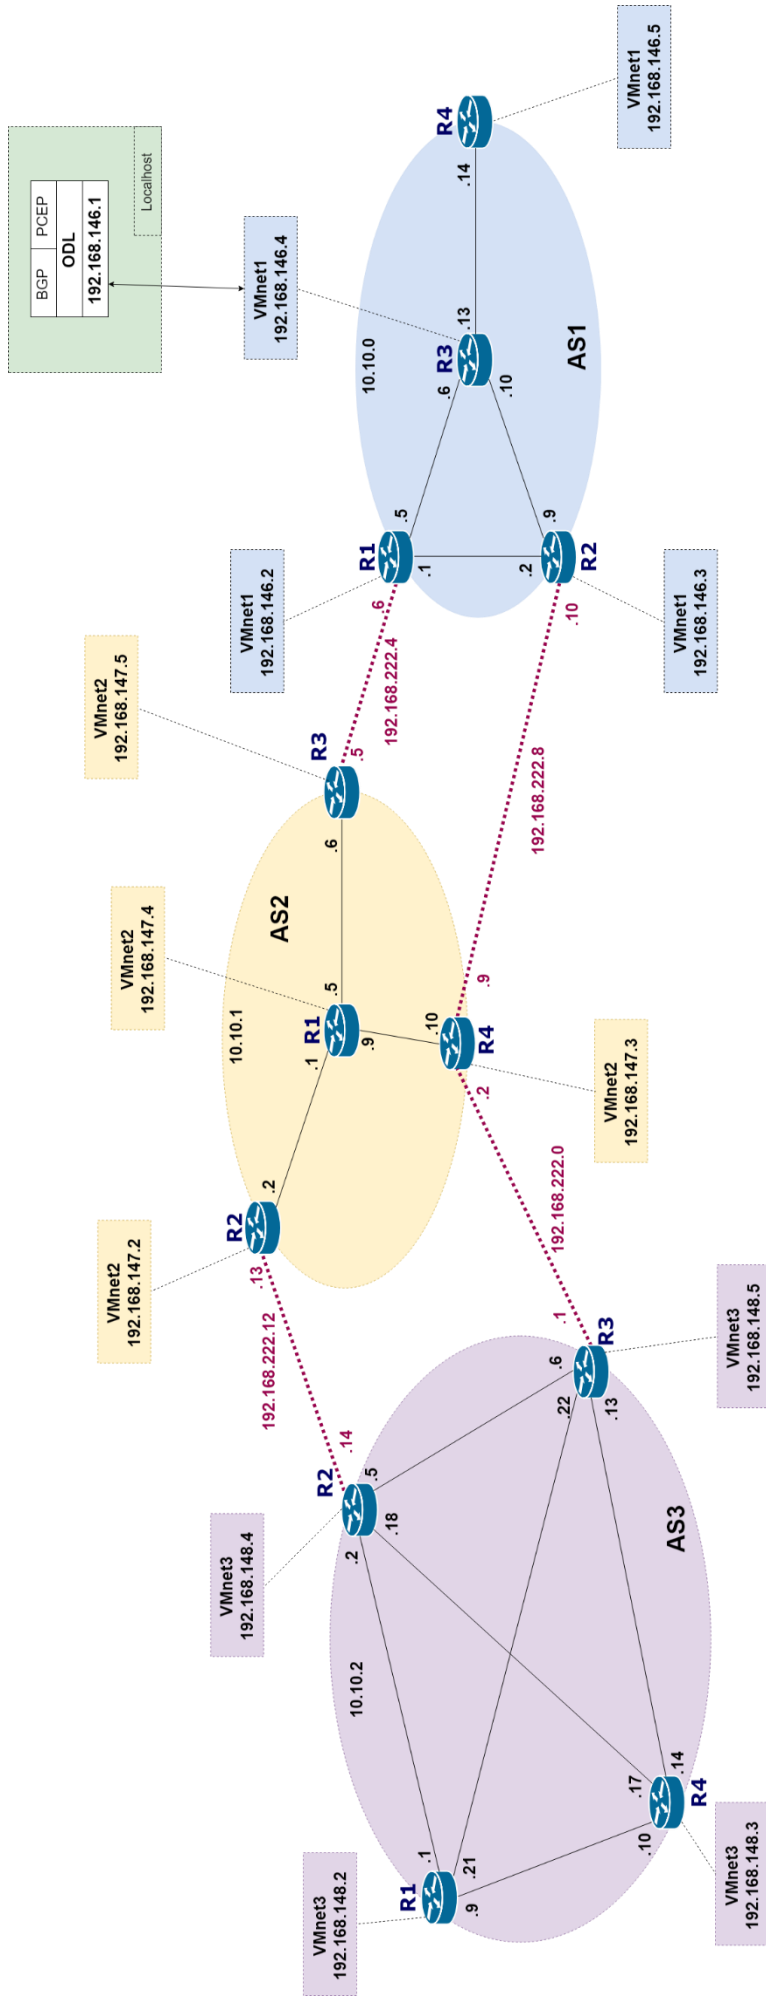 BGP
PCEP
ODL
192.168.146.1
Localhost
VMnet3
192.168.148.2
R1
.1
.21
.9
VMnet3
192.168.148.4
R2
.14
.2
.18
.5
10.10.2
VMnet3
192.168.148.3
R4
.10
.17
.14
VMnet3
192.168.148.5
R3
.1
.6
.22
.13
AS3
192.168.222.12
192.168.222.0
VMnet2
192.168.147.2
R2
.13
.2
10.10.1
VMnet2
192.168.147.4
R1
.1
.5
.9
AS2
VMnet2
192.168.147.5
R3
.6
.5
VMnet2
192.168.147.3
R4
.10
.2
.9
192.168.222.4
192.168.222.8
VMnet1
192.168.146.2
R1
.6
.5
.1
VMnet1
192.168.146.3
R2
.2
.9
.10
VMnet1
192.168.146.4
10.10.0
R3
.6
.13
.10
AS1
R4
.14
VMnet1
192.168.146.5